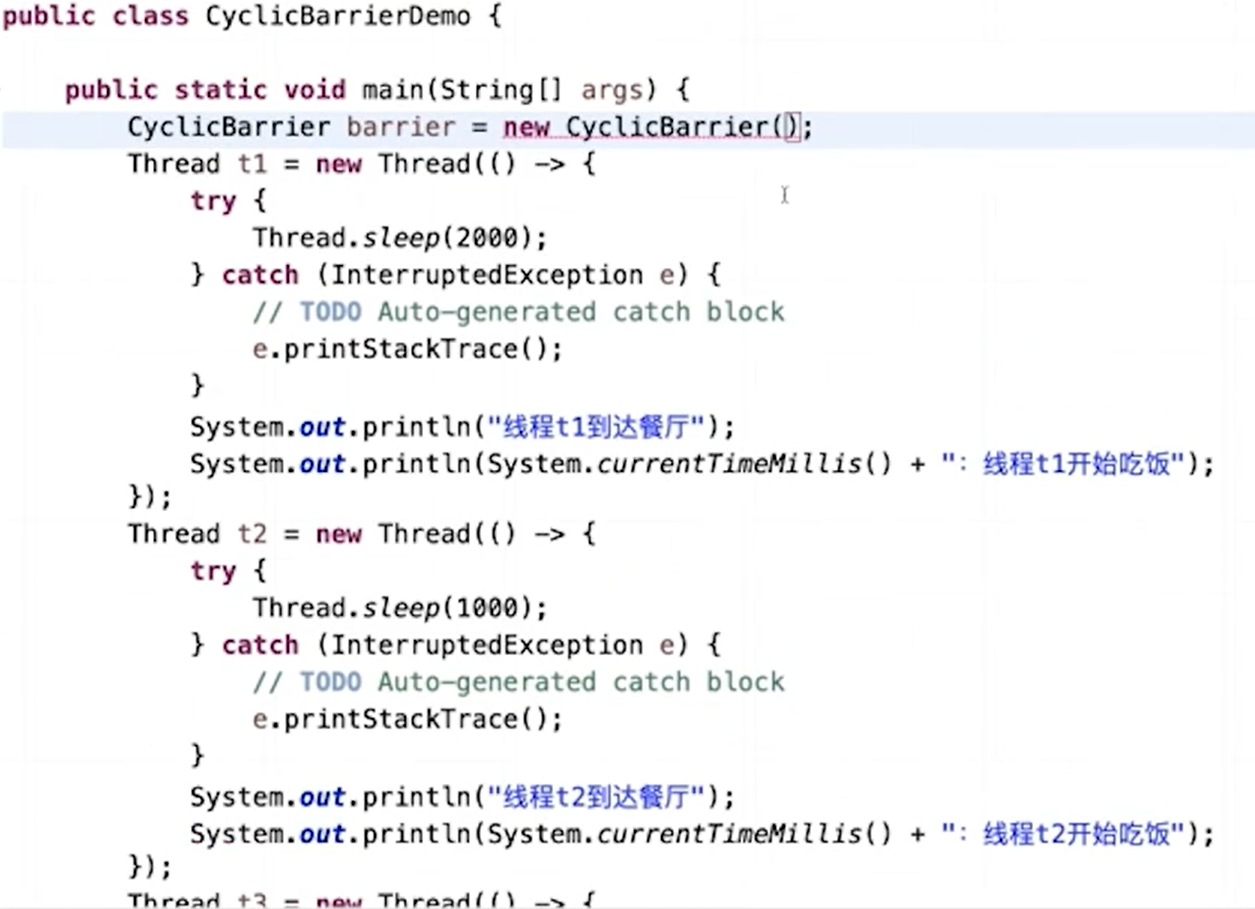 public class CyclicBarrierDemo {
public static void main(String[] args) {
CyclicBarrier barrier = new CyclicBarrier();
Thread t1 = new Thread(() -> {
try {
Thread.sleep(2000);
} catch (InterruptedException e) {
// TODO Auto-generated catch block
e.printStackTrace();
}
System.out.println("线程t1到达餐厅");
System.out.println(System.currentTimeMillis() + ": 线程t1开始吃饭");
});
Thread t2 = new Thread(() -> {
try {
Thread.sleep(1000);
} catch (InterruptedException e) {
// TODO Auto-generated catch block
e.printStackTrace();
}
System.out.println("线程t2到达餐厅");
System.out.println(System.currentTimeMillis() + ": 线程t2开始吃饭");
});
Thread t3 = new Thread(() -> {